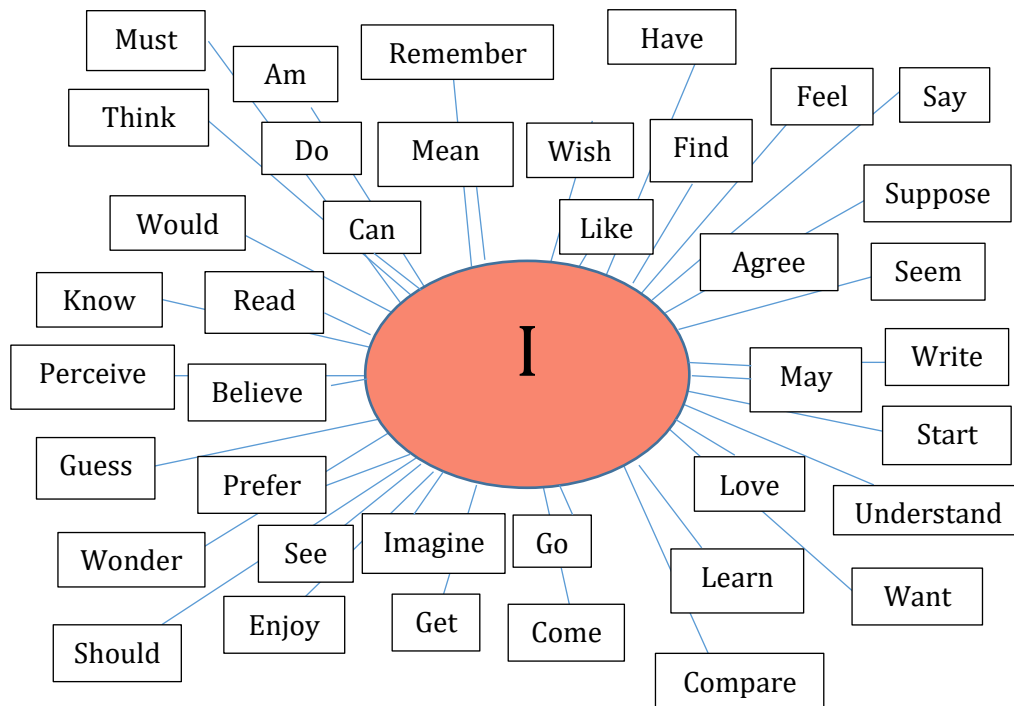 Must
Remember
Have
Am
Think
Feel
Say
Do
Mean
Wish
Find
Suppose
Would
Can
Like
Agree
Seem
Know
Read
I
Perceive
Believe
May
Write
Start
Guess
Prefer
Love
Understand
Wonder
See
Imagine
Go
Learn
Want
Should
Enjoy
Get
Come
Compare